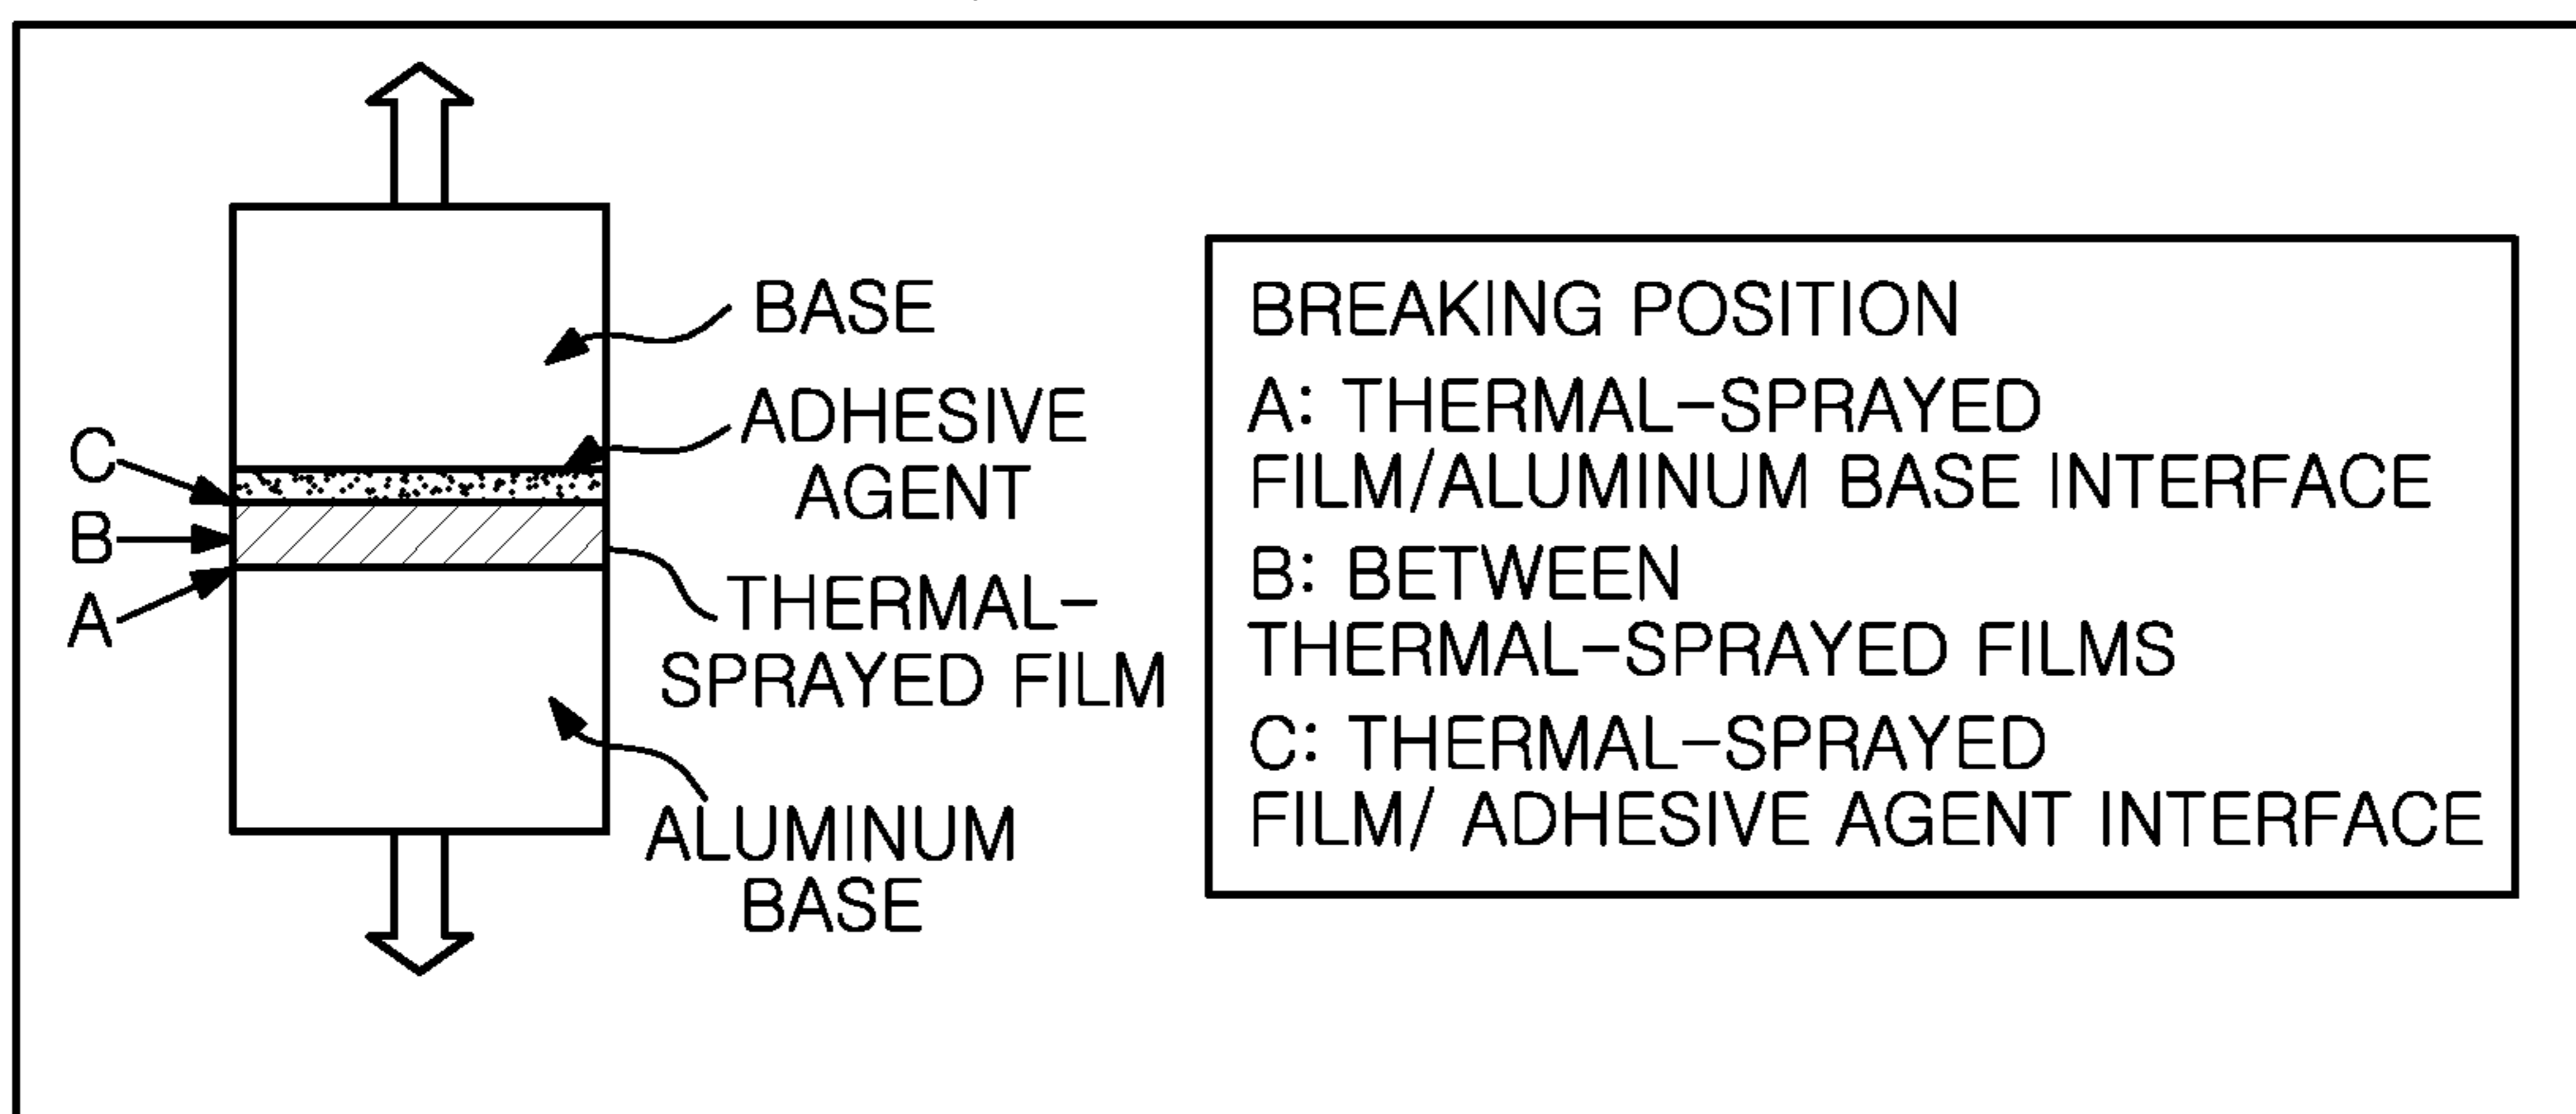 BASE
ADHESIVE
AGENT
C
B
A
THERMAL-
SPRAYED FILM
ALUMINUM
BASE
BREAKING POSITION
A: THERMAL-SPRAYED
FILM/ALUMINUM BASE INTERFACE
B: BETWEEN
THERMAL-SPRAYED FILMS
C: THERMAL-SPRAYED
FILM/ ADHESIVE AGENT INTERFACE